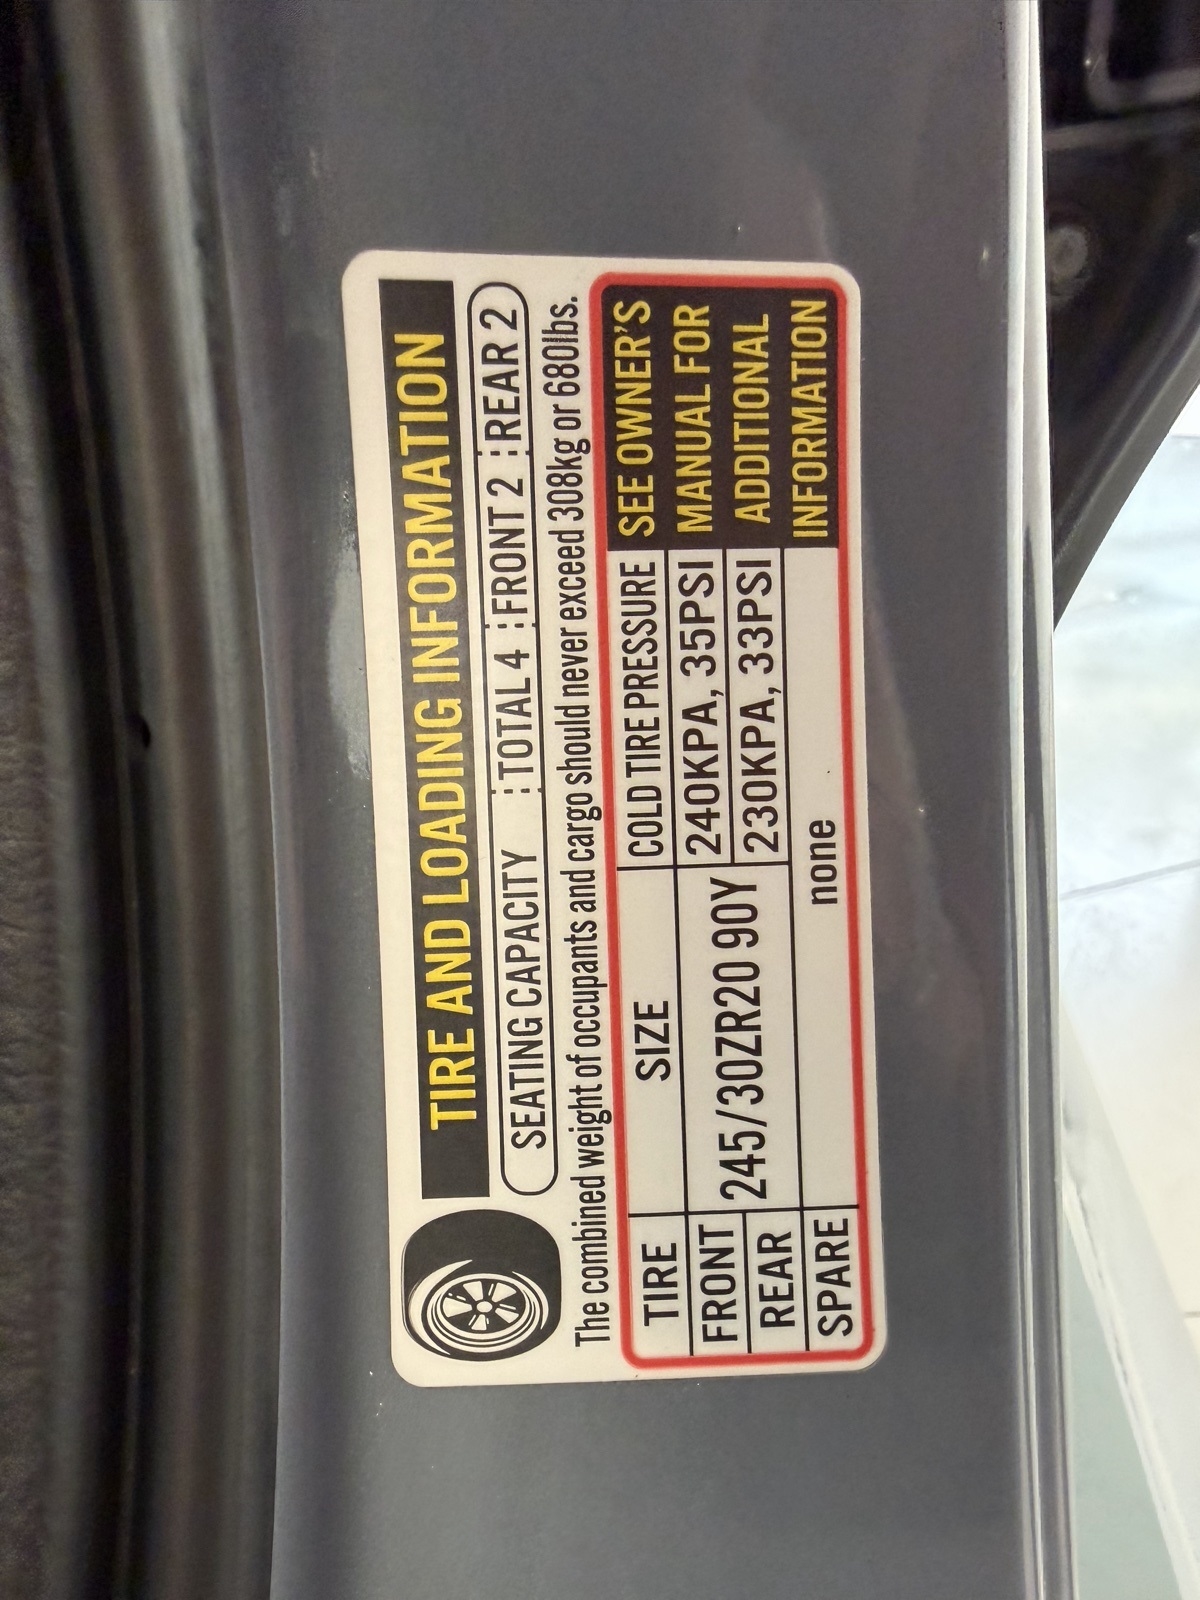 TIRE AND LOADING INFORMATION
SEATING CAPACITY TOTAL 4 FRONT 2 REAR 2
The combined weight of occupants and cargo should never exceed 308kg or 680lbs.
TIRE SIZE COLD TIRE PRESSURE
FRONT 245/30ZR20 90Y 240KPA, 35PSI
REAR 230KPA, 33PSI
SPARE none
SEE OWNER'S
MANUAL FOR
ADDITIONAL
INFORMATION